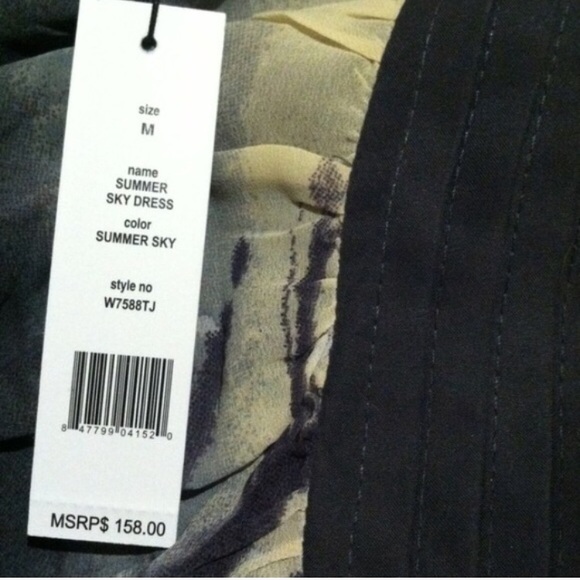 size
M
name
SUMMER
SKY DRESS
color
SUMMER SKY
style no
W7588TJ
8 47799 04152 0
MSRP$ 158.00